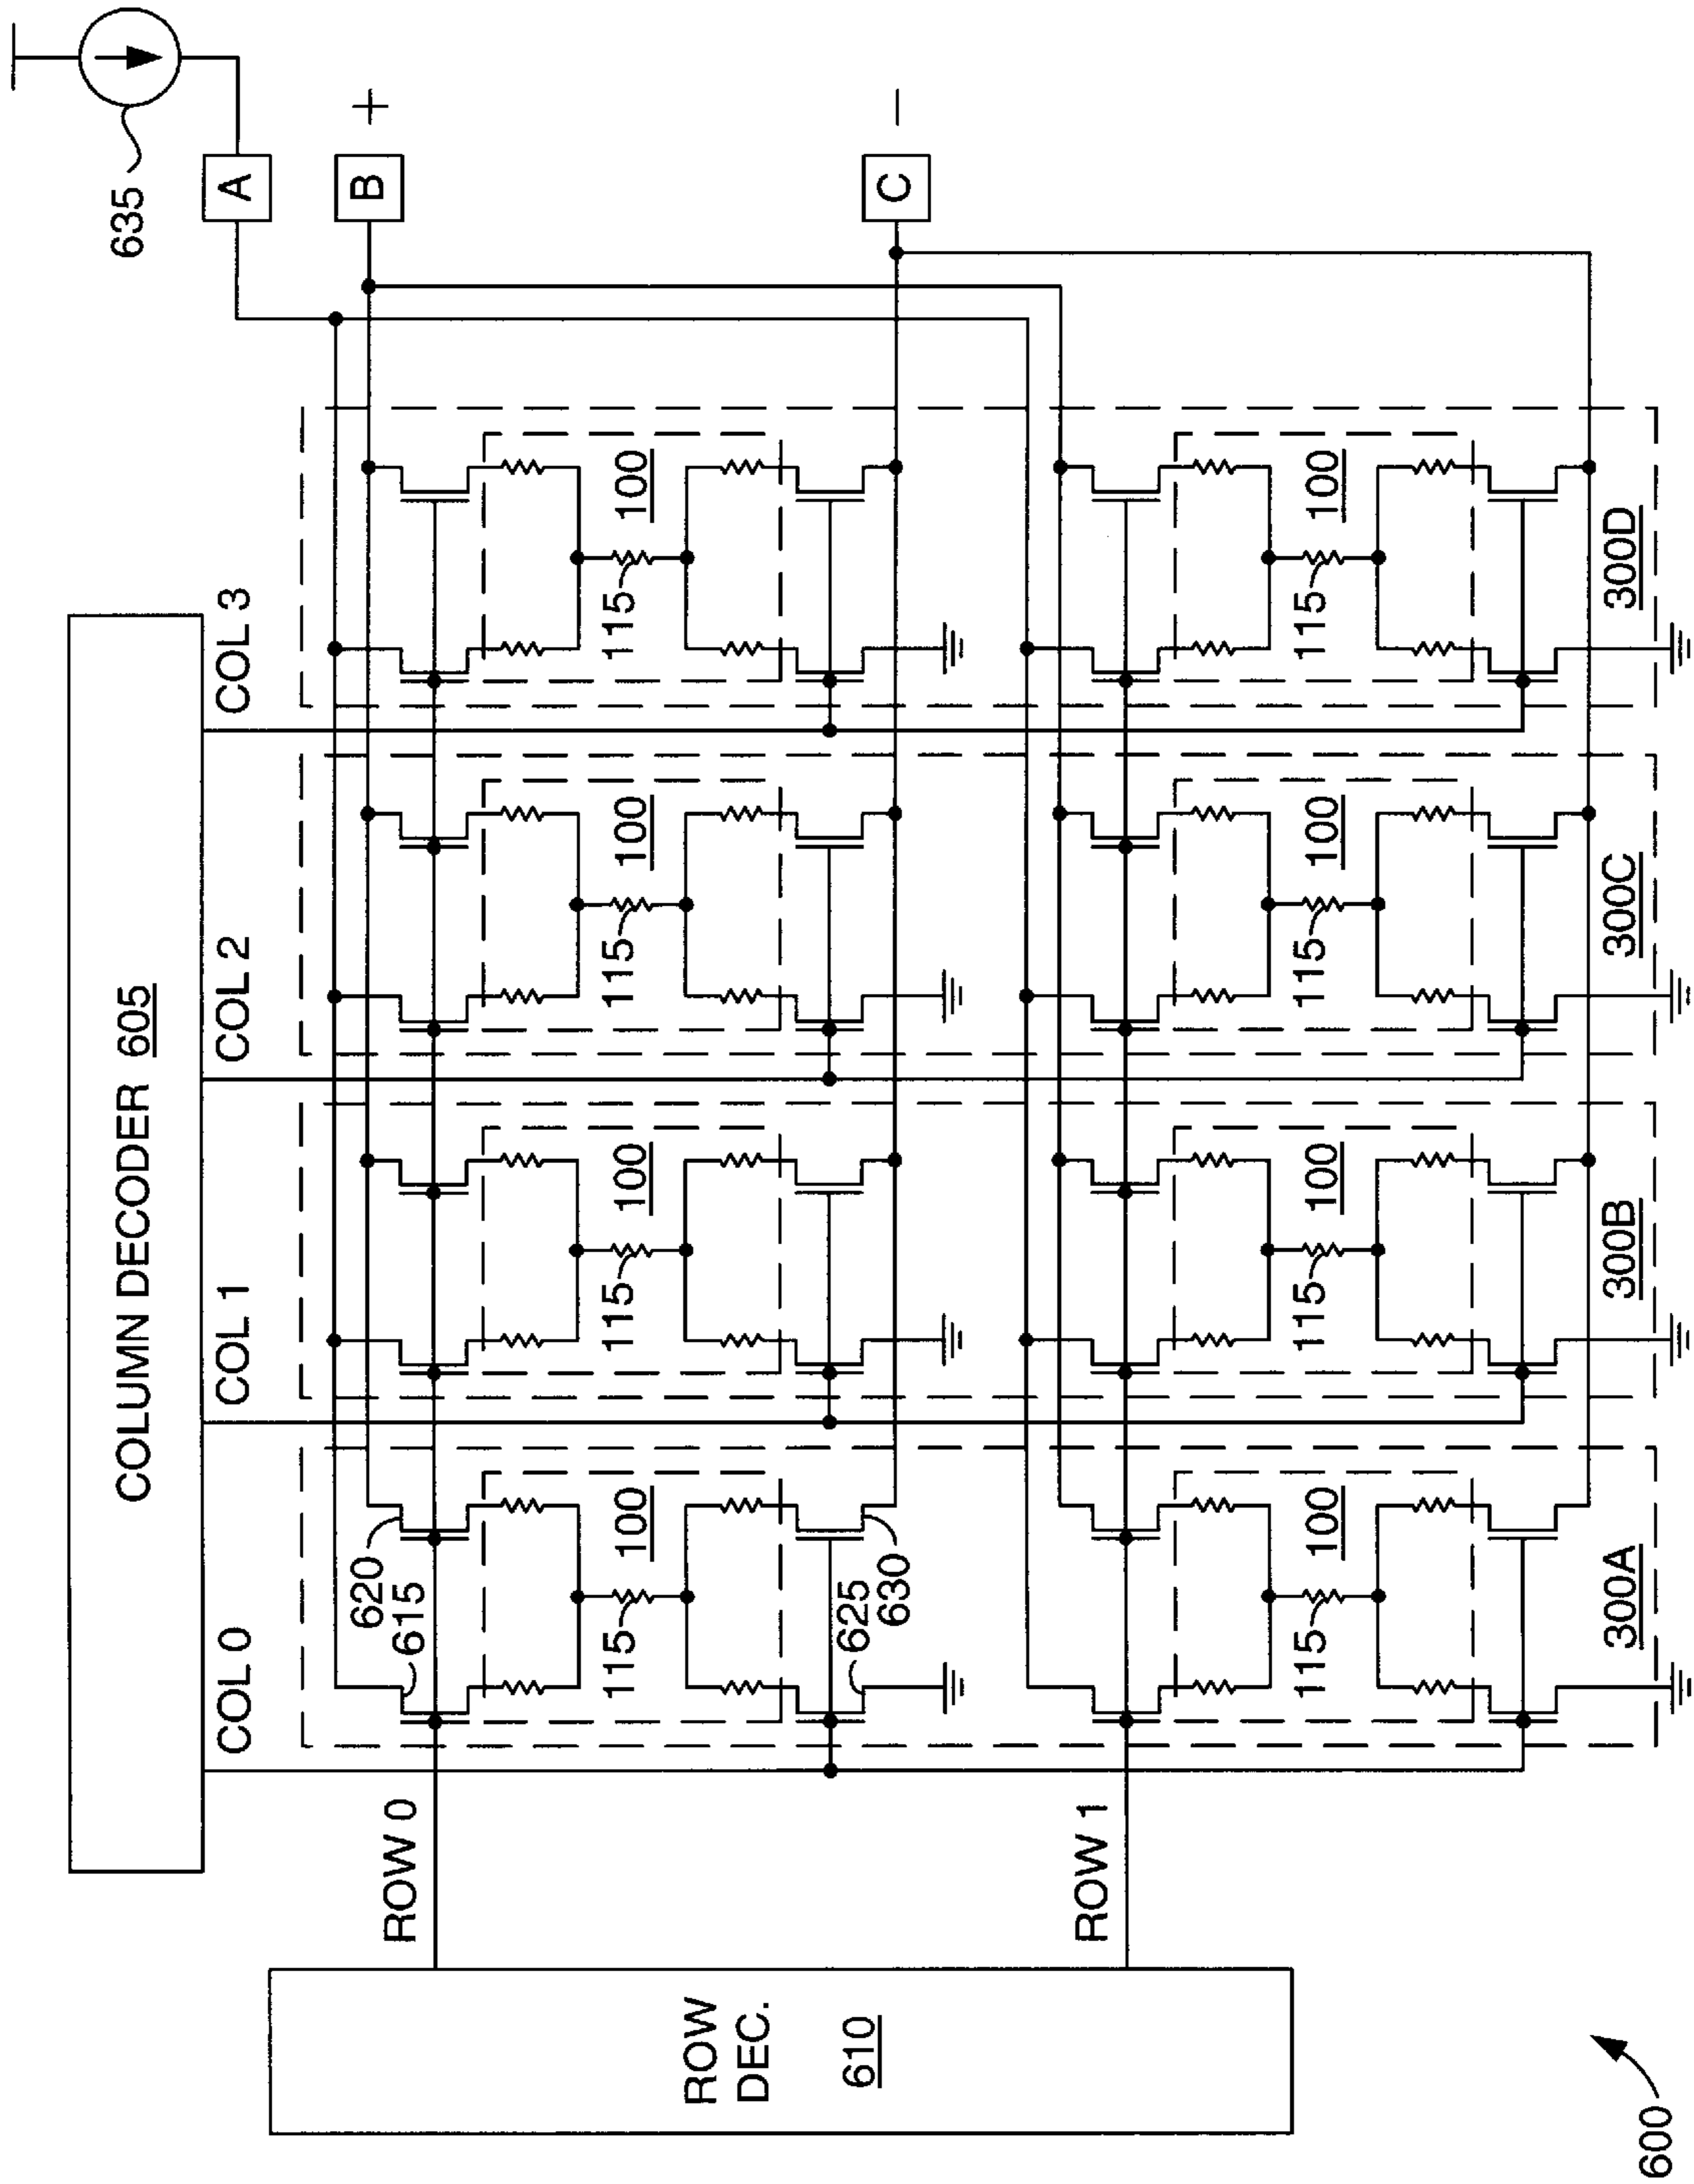 635
A
B
+
C
−
COLUMN DECODER 605
COL 0
COL 1
COL 2
COL 3
ROW DEC.
610
ROW 0
ROW 1
620
615
625
630
100
115
100
115
100
115
100
115
100
115
100
115
100
115
100
115
300A
300B
300C
300D
600